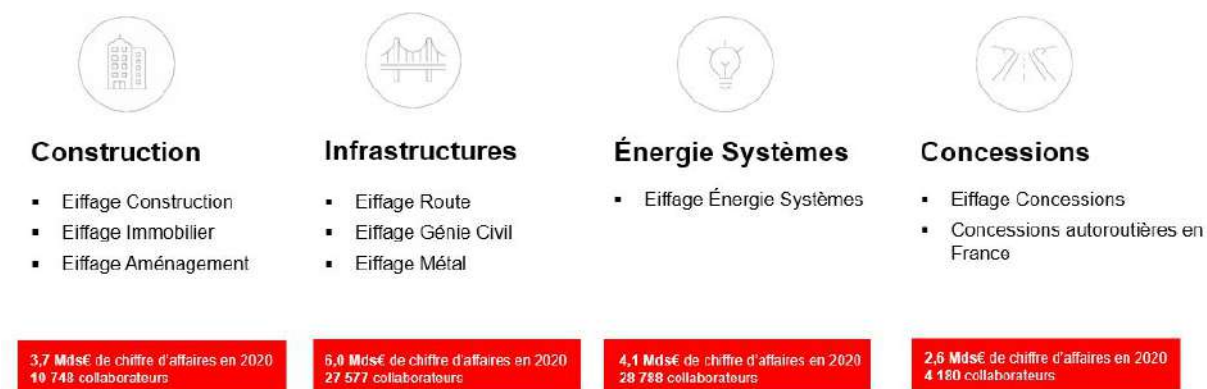 Construction
▪ Eiffage Construction
▪ Eiffage Immobilier
▪ Eiffage Aménagement
3,7 Mds€ de chiffre d'affaires en 2020
10 748 collaborateurs
Infrastructures
▪ Eiffage Route
▪ Eiffage Génie Civil
▪ Eiffage Métal
6,0 Mds€ de chiffre d'affaires en 2020
27 577 collaborateurs
Énergie Systèmes
▪ Eiffage Énergie Systèmes
4,1 Mds€ de chiffre d'affaires en 2020
28 788 collaborateurs
Concessions
▪ Eiffage Concessions
▪ Concessions autoroutières en
France
2,6 Mds€ de chiffre d'affaires en 2020
4 180 collaborateurs